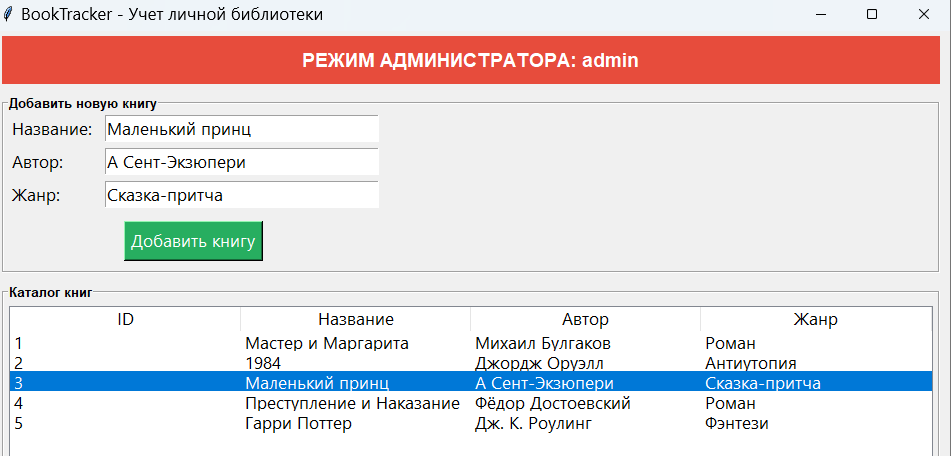 BookTracker - Учет личной библиотеки
РЕЖИМ АДМИНИСТРАТОРА: admin
Добавить новую книгу
Название: Маленький принц
Автор: А Сент-Экзюпери
Жанр: Сказка-притча
Добавить книгу
Каталог книг
ID Название Автор Жанр
1 Мастер и Маргарита Михаил Булгаков Роман
2 1984 Джордж Оруэлл Антиутопия
3 Маленький принц А Сент-Экзюпери Сказка-притча
4 Преступление и Наказание Фёдор Достоевский Роман
5 Гарри Поттер Дж. К. Роулинг Фэнтези